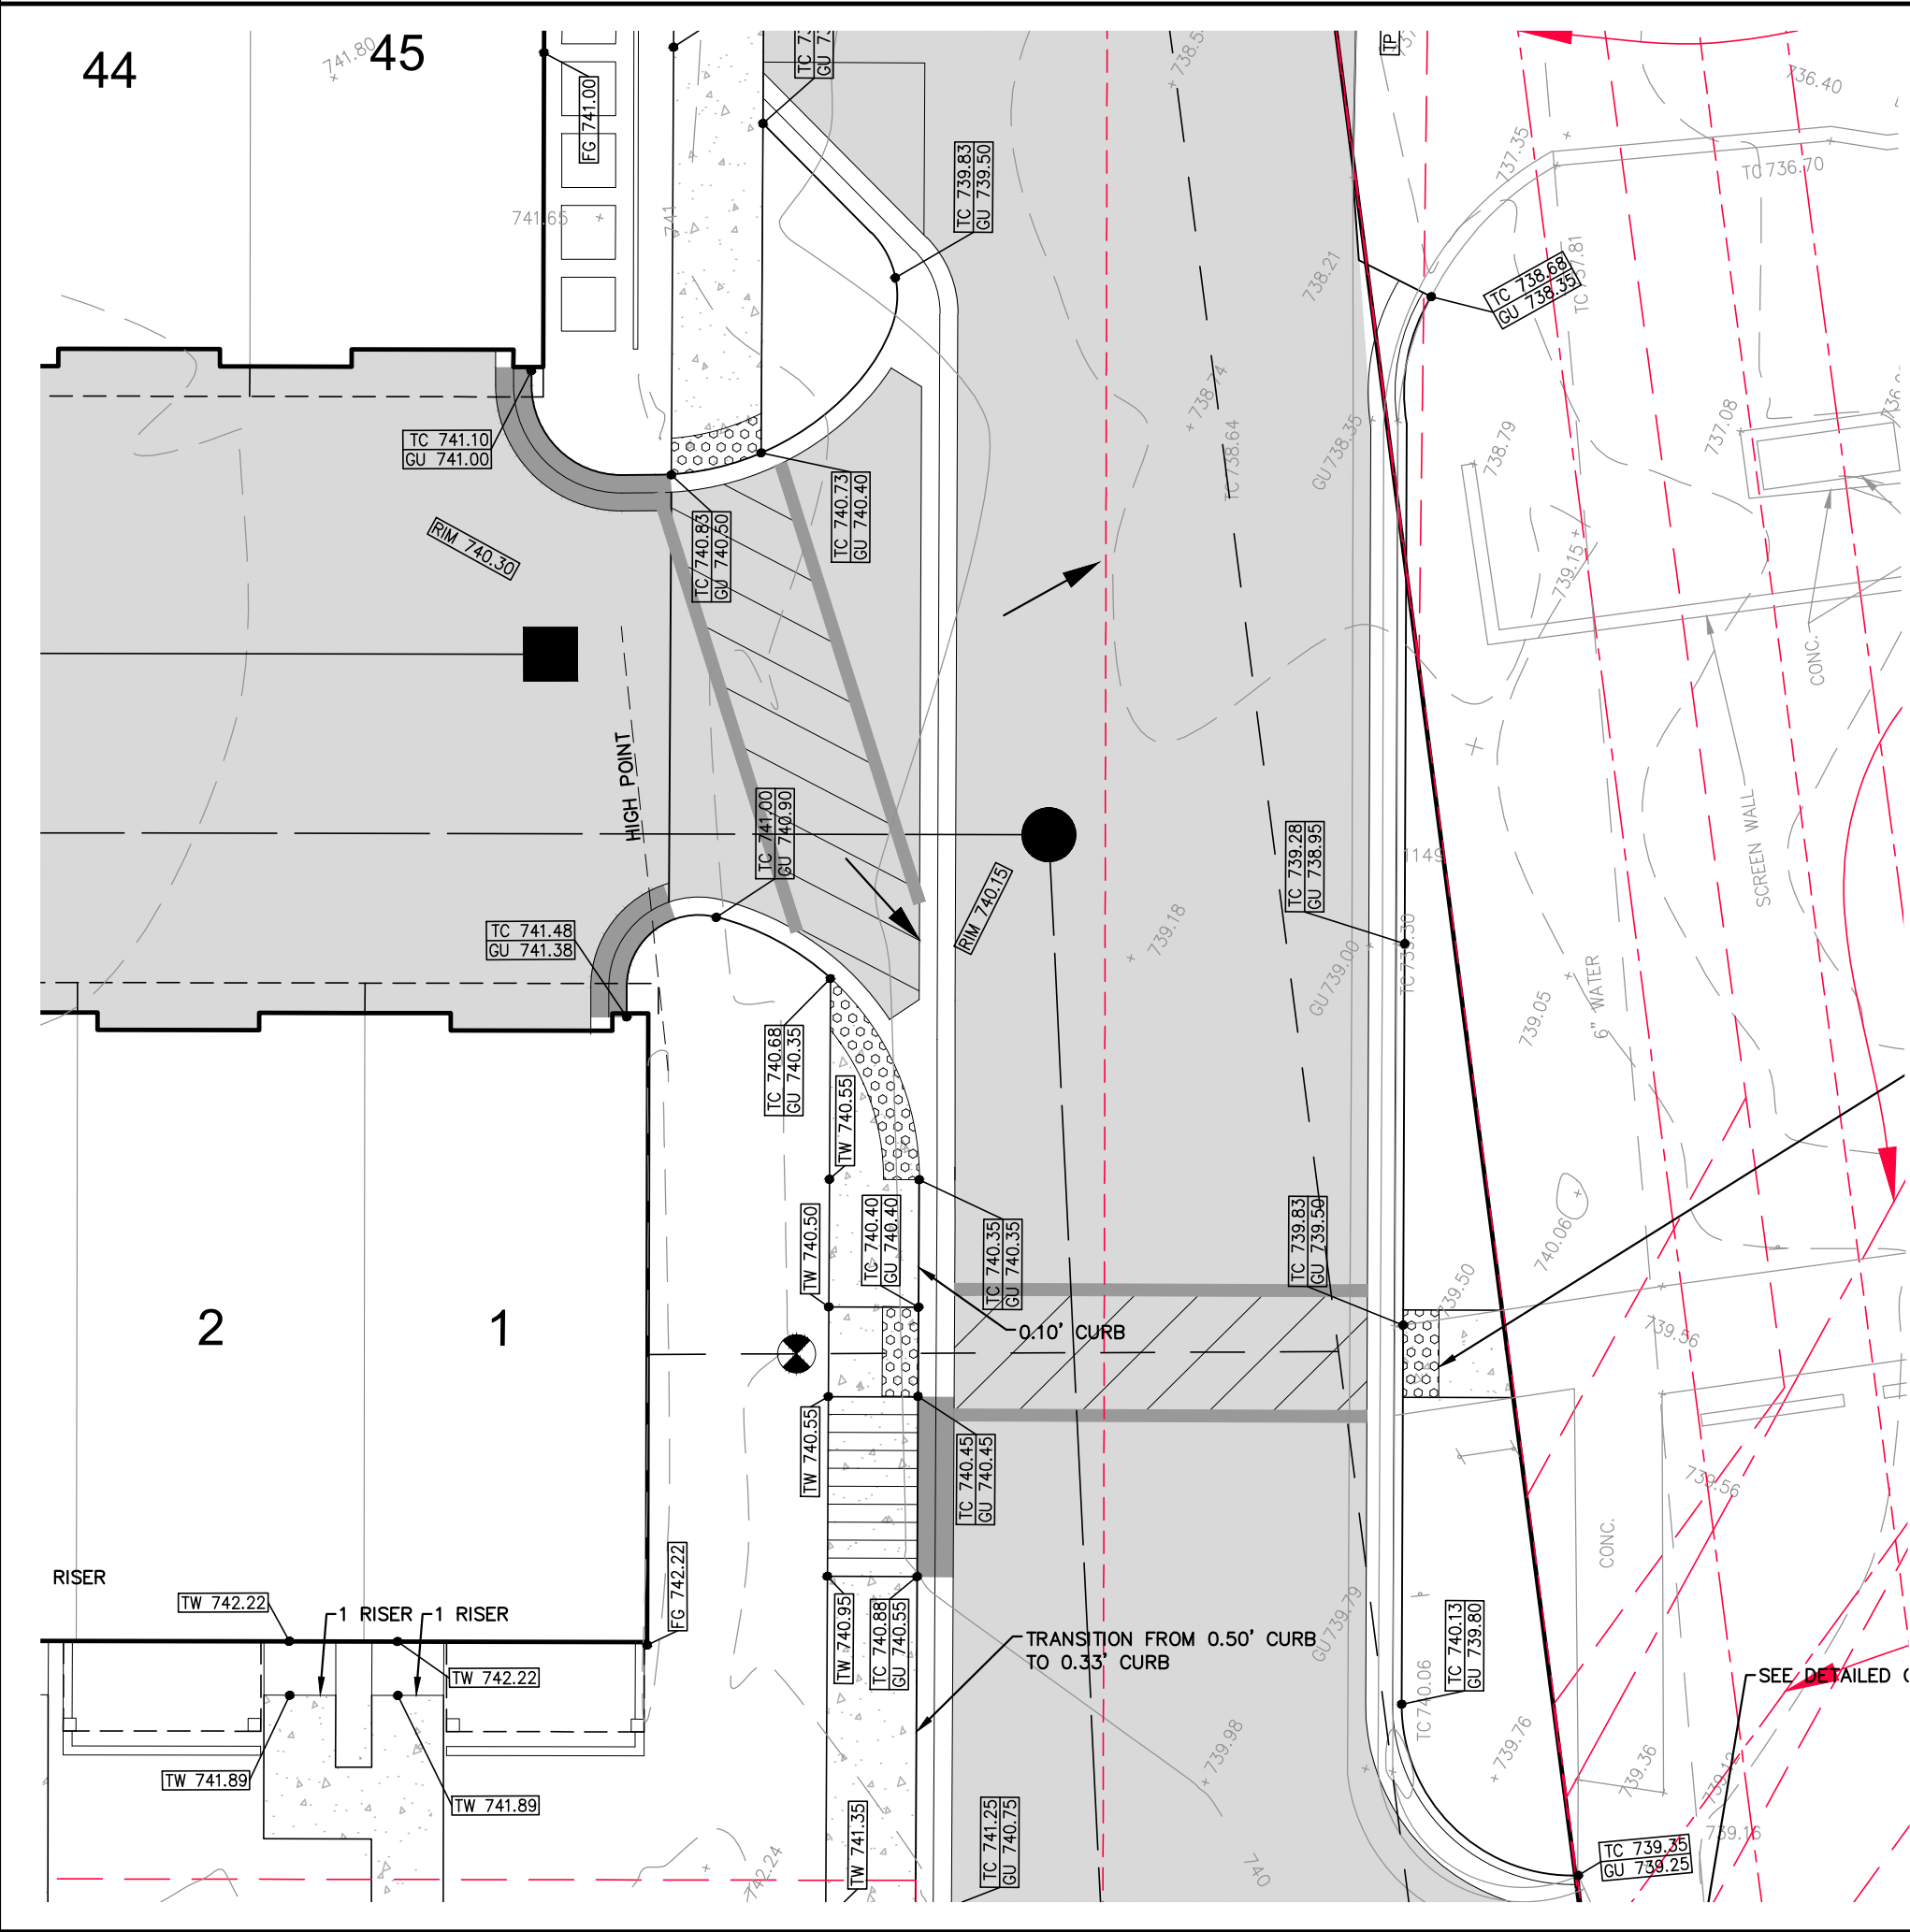 44
741.80
45
FG 741.00
741.65
741
TC 739.83
GU 739.50
738.21
737.35
736.40
TC 736.70
TC 738.68
GU 738.35
TP
TC 741.10
GU 741.00
RIM 740.30
TC 740.83
GU 740.50
TC 740.73
GU 740.40
738.74
TC 738.64
GU 738.35
738.79
737.08
739.15
CONC.
HIGH POINT
TC 741.00
GU 740.90
TC 741.48
GU 741.38
RIM 740.15
739.18
TC 739.28
GU 738.95
1149
GU 739.00
TC 739.30
739.05
6" WATER
SCREEN WALL
TC 740.68
GU 740.35
TW 740.55
TW 740.50
TC 740.40
GU 740.40
TC 740.35
GU 740.35
0.10' CURB
TC 739.83
GU 739.50
739.50
740.06
739.56
2
1
TW 740.55
TC 740.45
GU 740.45
739.56
CONC.
RISER
TW 742.22
1 RISER
1 RISER
FG 742.22
TW 742.22
TW 740.95
TC 740.88
GU 740.55
TRANSITION FROM 0.50' CURB
TO 0.33' CURB
GU 739.79
TC 740.13
GU 739.80
TC 740.06
SEE DETAILED
TW 741.89
TW 741.89
739.98
739.76
739.36
739.12
739.16
TW 741.35
TC 741.25
GU 740.75
742.24
740
TC 739.35
GU 739.25